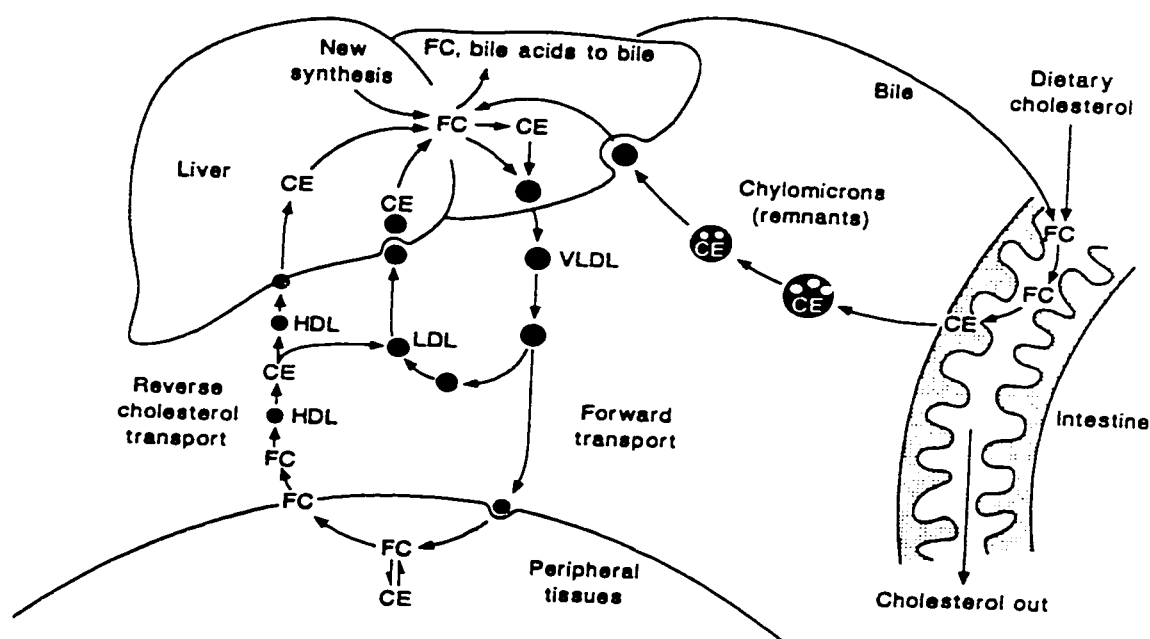 New
synthesis
FC, bile acids to bile
Bile
Dietary
cholesterol
FC
CE
Liver
CE
CE
Chylomicrons
(remnants)
FC
CE
VLDL
CE
FC
CE
HDL
LDL
CE
Reverse
cholesterol
transport
HDL
Forward
transport
Intestine
FC
FC
FC
CE
Peripheral
tissues
Cholesterol out